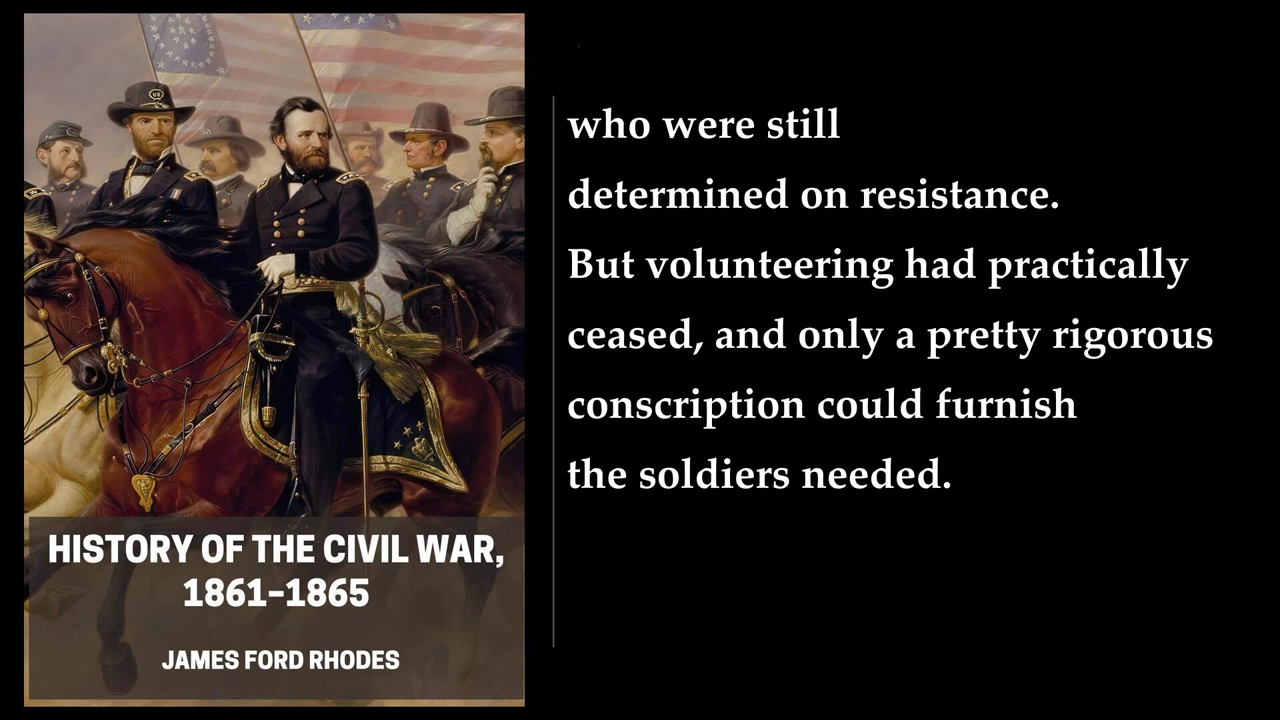 HISTORY OF THE CIVIL WAR,
1861–1865
JAMES FORD RHODES
who were still
determined on resistance.
But volunteering had practically
ceased, and only a pretty rigorous
conscription could furnish
the soldiers needed.